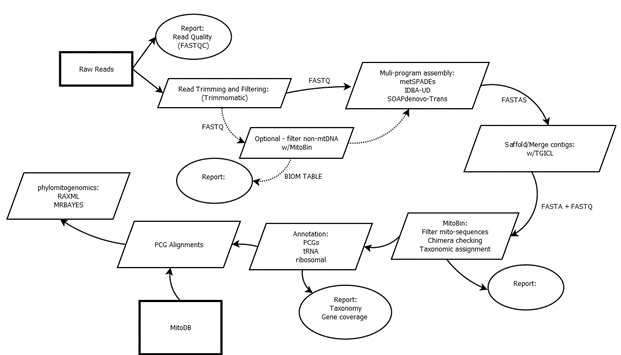 Report:
Read Quality
(FASTQC)
Raw Reads
Read Trimming and Filtering:
(Trimmomatic)
FASTQ
Muli-program assembly:
metSPADEs
IDBA-UD
SOAPdenovo-Trans
FASTAS
FASTQ
Optional - filter non-mtDNA
w/MitoBin
Saffold/Merge contigs:
w/TGICL
Report:
BIOM TABLE
phylomitogenomics:
RAXML
MRBAYES
FASTA + FASTQ
MitoBin:
Filter mito-sequences
Chimera checking
Taxonomic assignment
Annotation:
PCGs
tRNA
ribosomal
PCG Alignments
Report:
Report:
Taxonomy
Gene coverage
MitoDB